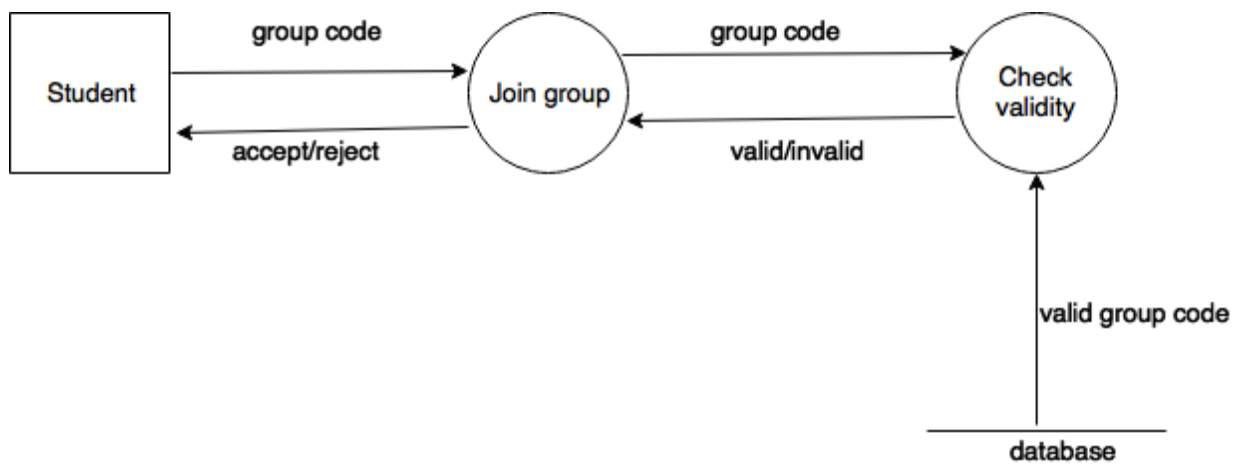 group code
group code
Student
Join group
Check
validity
accept/reject
valid/invalid
valid group code
database